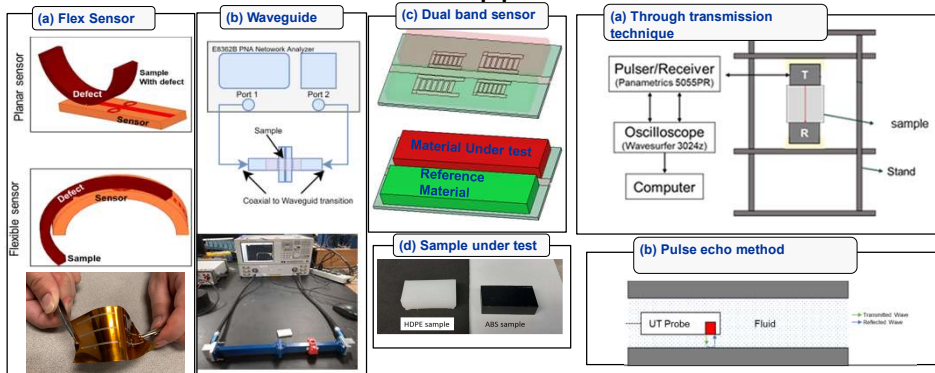 (a) Flex Sensor
Planar sensor
Defect
Sample
With defect
Sensor
Flexible sensor
Defect
Sensor
Sample
(b) Waveguide
E8362B PNA Netowork Analyzer
Port 1
Port 2
Sample
Coaxial to Waveguid transition
(c) Dual band sensor
Material Under test
Reference
Material
(d) Sample under test
HDPE sample
ABS sample
(a) Through transmission
technique
Pulser/Receiver
(Panametrics 5055PR)
Oscilloscope
(Wavesurfer 3024z)
Computer
T
R
sample
Stand
(b) Pulse echo method
UT Probe
Fluid
Transmitted Wave
Reflected Wave